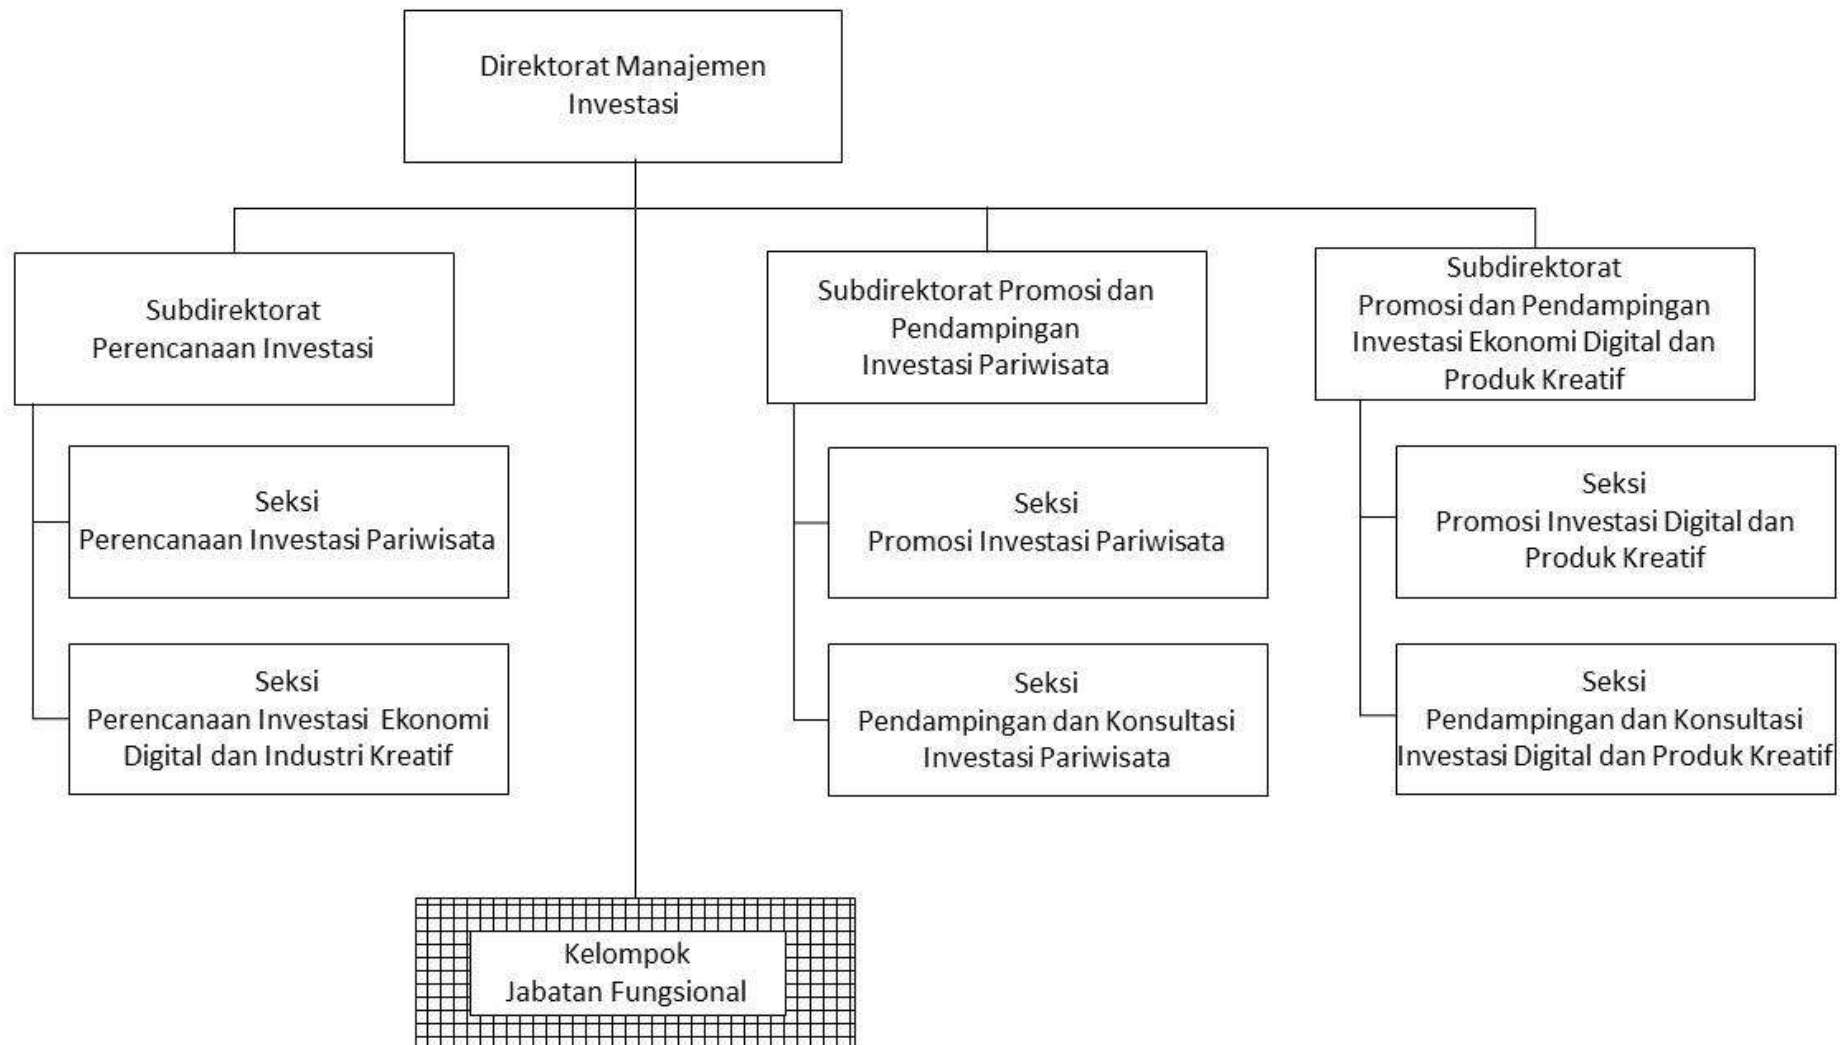 Direktorat Manajemen
Investasi
Subdirektorat
Perencanaan Investasi
Seksi
Perencanaan Investasi Pariwisata
Seksi
Perencanaan Investasi Ekonomi
Digital dan Industri Kreatif
Subdirektorat Promosi dan
Pendampingan
Investasi Pariwisata
Seksi
Promosi Investasi Pariwisata
Seksi
Pendampingan dan Konsultasi
Investasi Pariwisata
Subdirektorat
Promosi dan Pendampingan
Investasi Ekonomi Digital dan
Produk Kreatif
Seksi
Promosi Investasi Digital dan
Produk Kreatif
Seksi
Pendampingan dan Konsultasi
Investasi Digital dan Produk Kreatif
Kelompok
Jabatan Fungsional